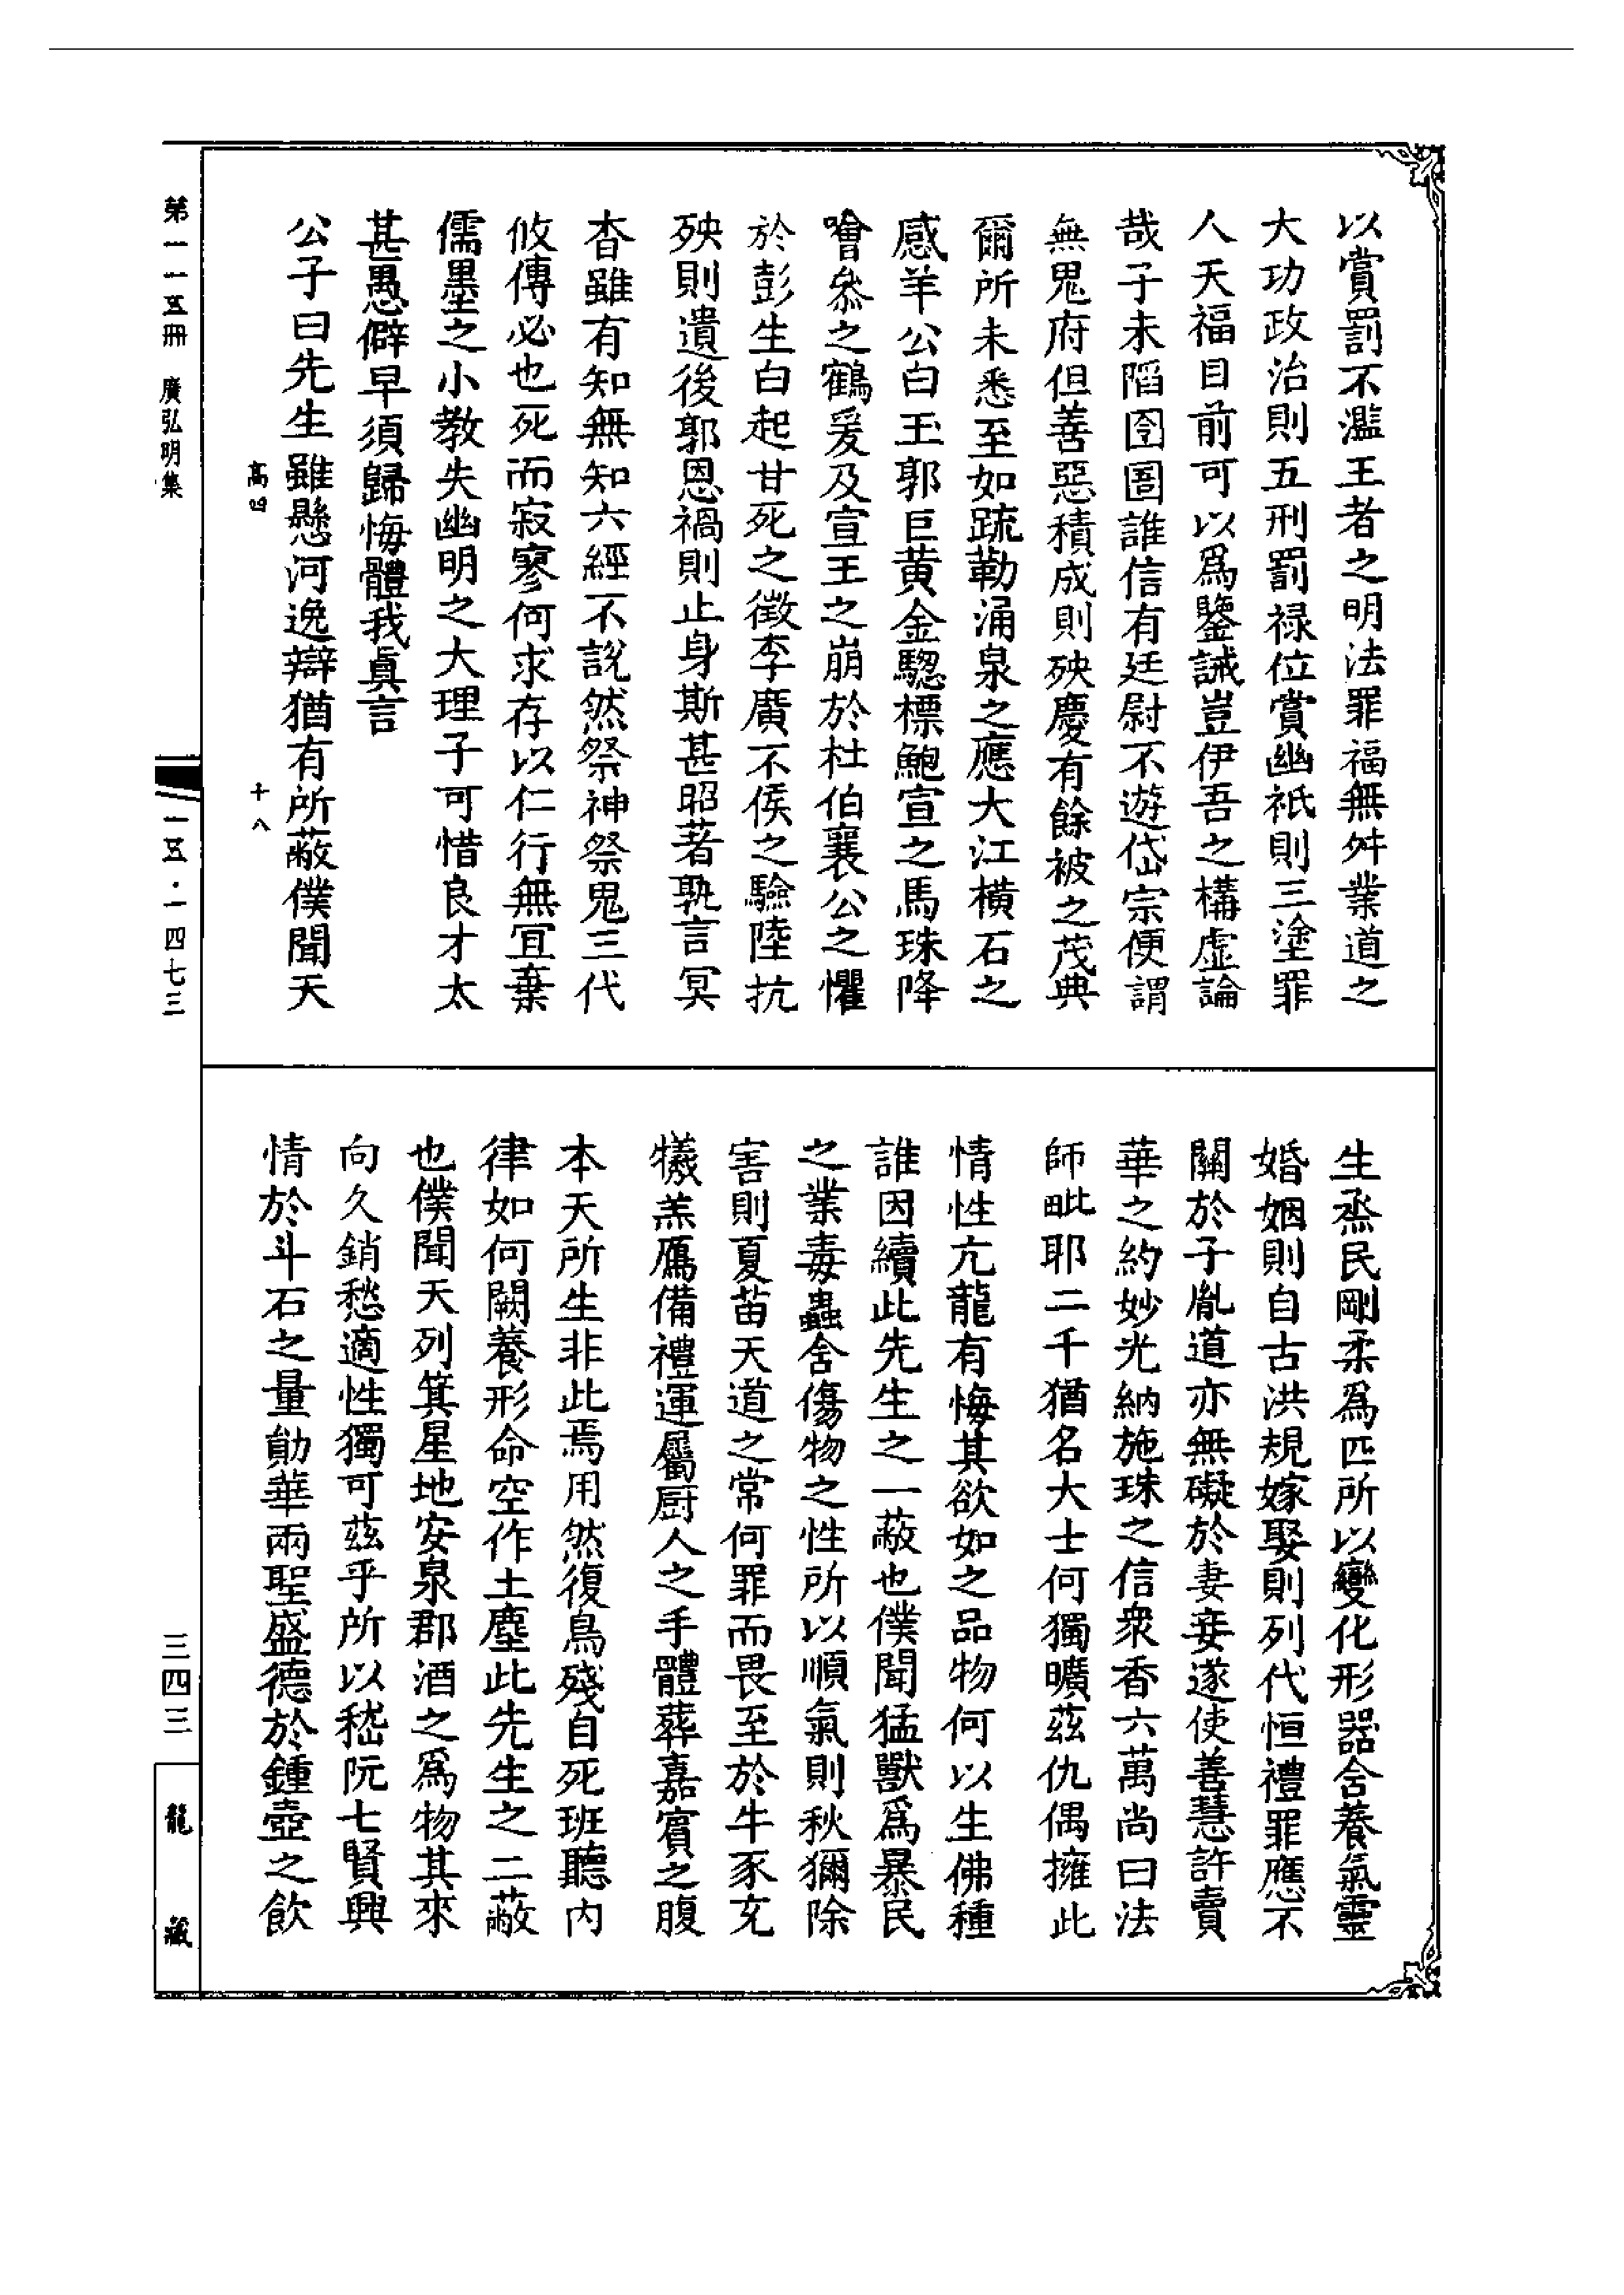 以賞罰不濫王者之明法罪福無舛業道之
大功政治則五刑罰禄位賞幽祇則三塗罪
人天福目前可以爲鑒誡豈伊吾之構虛論
哉子未陷囹圄誰信有廷尉不遊岱宗便謂
無鬼府但善惡積成則殃慶有餘被之茂典
爾所未悉至如疏勒涌泉之應大江橫石之
感羊公白玉郭巨黄金驄標鮑宣之馬珠降
噲參之鶴爰及宣王之崩於杜伯襄公之懼
於彭生白起甘死之徵李廣不侯之驗陸抗
殃則遺後郭恩禍則止身斯甚昭著孰言冥
杳雖有知無知六經不說然祭神祭鬼三代
攸傳必也死而寂寥何求存以仁行無宜棄
儒墨之小教失幽明之大理子可惜良才太
甚愚僻早須歸悔體我眞言
公子曰先生雖懸河逸辯猶有所蔽僕聞天
高四
十八
生烝民剛柔爲匹所以變化形器含養氣靈
婚姻則自古洪規嫁娶則列代恒禮罪應不
關於子胤道亦無礙於妻妾遂使善慧許賣
華之約妙光納施珠之信衆香六萬尚曰法
師毗耶二千猶名大士何獨曠茲仇偶擁此
情性亢龍有悔其欲如之品物何以生佛種
誰因續此先生之一蔽也僕聞猛獸爲暴民
之業毒蟲含傷物之性所以順氣則秋獮除
害則夏苗天道之常何罪而畏至於牛豕充
犧羔鴈備禮運屬厨人之手體葬嘉賓之腹
本天所生非此焉用然復鳥殘自死班聽内
律如何闕養形命空作土塵此先生之二蔽
也僕聞天列箕星地安泉郡酒之爲物其來
向久銷愁適性獨可茲乎所以嵇阮七賢興
情於斗石之量勛華兩聖盛德於鍾壺之飲
第一一五冊　廣弘明集
一五·一四七三
三四三
龍藏